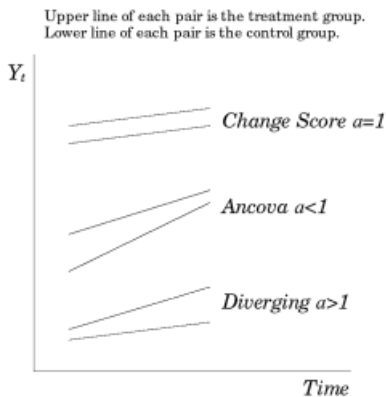 Upper line of each pair is the treatment group.
Lower line of each pair is the control group.
Yₜ
Change Score a=1
Ancova a<1
Diverging a>1
Time